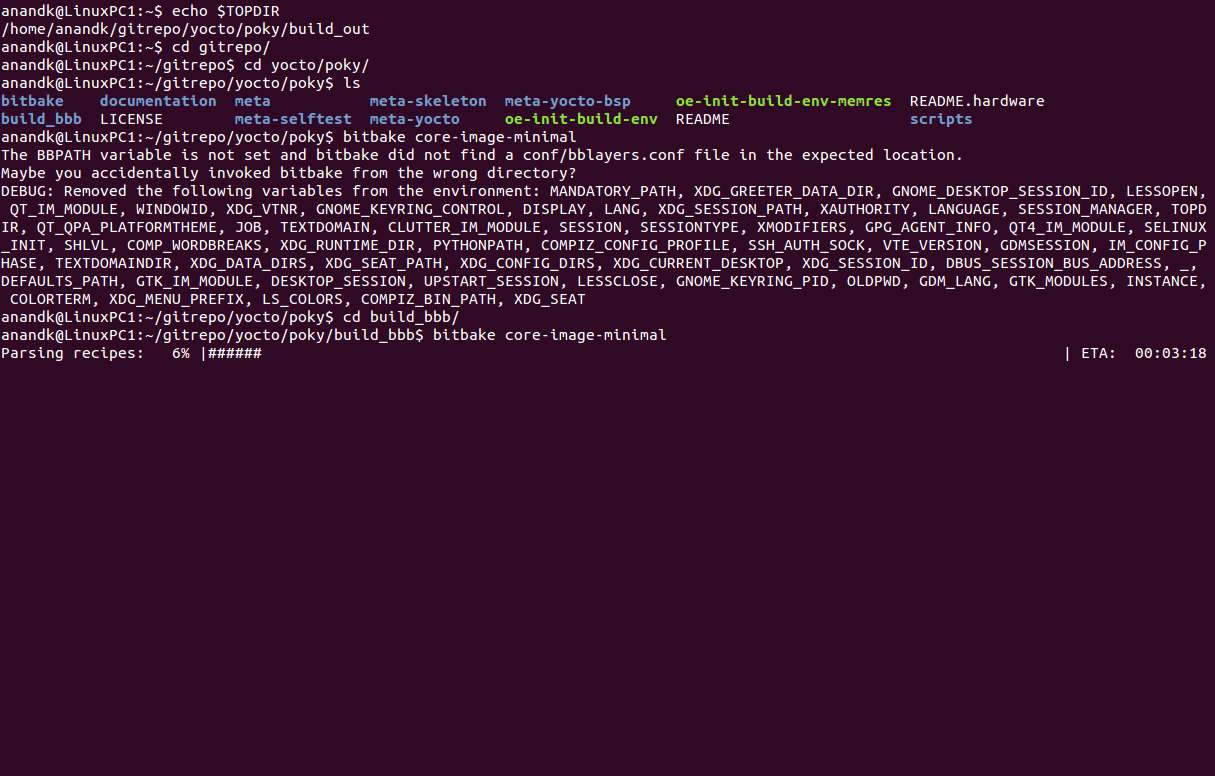 anandk@LinuxPC1:~$ echo $TOPDIR
/home/anandk/gitrepo/yocto/poky/build_out
anandk@LinuxPC1:~$ cd gitrepo/
anandk@LinuxPC1:~/gitrepo$ cd yocto/poky/
anandk@LinuxPC1:~/gitrepo/yocto/poky$ ls
bitbake    documentation  meta           meta-skeleton  meta-yocto-bsp     oe-init-build-env-memres  README.hardware
build_bbb  LICENSE        meta-selftest  meta-yocto     oe-init-build-env  README                    scripts
anandk@LinuxPC1:~/gitrepo/yocto/poky$ bitbake core-image-minimal
The BBPATH variable is not set and bitbake did not find a conf/bblayers.conf file in the expected location.
Maybe you accidentally invoked bitbake from the wrong directory?
DEBUG: Removed the following variables from the environment: MANDATORY_PATH, XDG_GREETER_DATA_DIR, GNOME_DESKTOP_SESSION_ID, LESSOPEN,
 QT_IM_MODULE, WINDOWID, XDG_VTNR, GNOME_KEYRING_CONTROL, DISPLAY, LANG, XDG_SESSION_PATH, XAUTHORITY, LANGUAGE, SESSION_MANAGER, TOPD
IR, QT_QPA_PLATFORMTHEME, JOB, TEXTDOMAIN, CLUTTER_IM_MODULE, SESSION, SESSIONTYPE, XMODIFIERS, GPG_AGENT_INFO, QT4_IM_MODULE, SELINUX
_INIT, SHLVL, COMP_WORDBREAKS, XDG_RUNTIME_DIR, PYTHONPATH, COMPIZ_CONFIG_PROFILE, SSH_AUTH_SOCK, VTE_VERSION, GDMSESSION, IM_CONFIG_P
HASE, TEXTDOMAINDIR, XDG_DATA_DIRS, XDG_SEAT_PATH, XDG_CONFIG_DIRS, XDG_CURRENT_DESKTOP, XDG_SESSION_ID, DBUS_SESSION_BUS_ADDRESS, _,
DEFAULTS_PATH, GTK_IM_MODULE, DESKTOP_SESSION, UPSTART_SESSION, LESSCLOSE, GNOME_KEYRING_PID, OLDPWD, GDM_LANG, GTK_MODULES, INSTANCE,
 COLORTERM, XDG_MENU_PREFIX, LS_COLORS, COMPIZ_BIN_PATH, XDG_SEAT
anandk@LinuxPC1:~/gitrepo/yocto/poky$ cd build_bbb/
anandk@LinuxPC1:~/gitrepo/yocto/poky/build_bbb$ bitbake core-image-minimal
Parsing recipes:   6% |######                                                                                         | ETA:  00:03:18